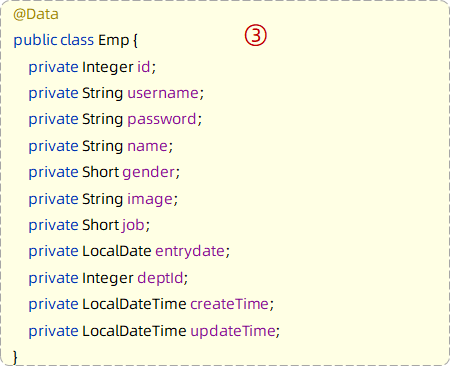 @Data
public class Emp {
③
private Integer id;
private String username;
private String password;
private String name;
private Short gender;
private String image;
private Short job;
private LocalDate entrydate;
private Integer deptId;
private LocalDateTime createTime;
private LocalDateTime updateTime;
}